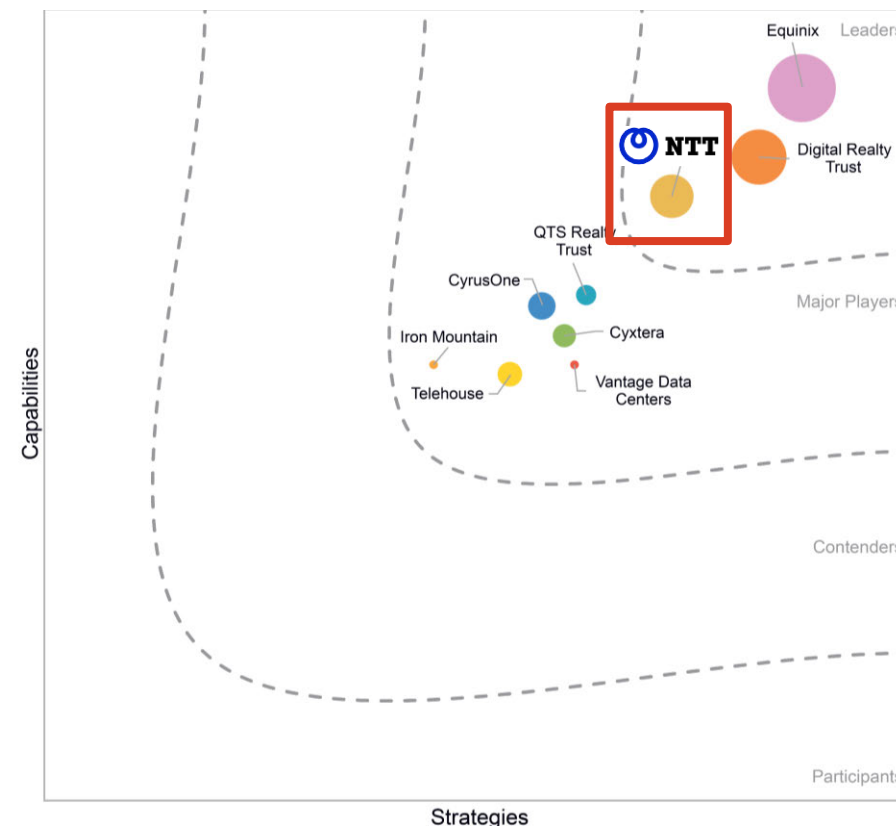 Equinix
Leaders
NTT
Digital Realty
Trust
QTS Realty
Trust
CyrusOne
Major Players
Iron Mountain
Cyxtera
Telehouse
Vantage Data
Centers
Capabilities
Contenders
Participants
Strategies